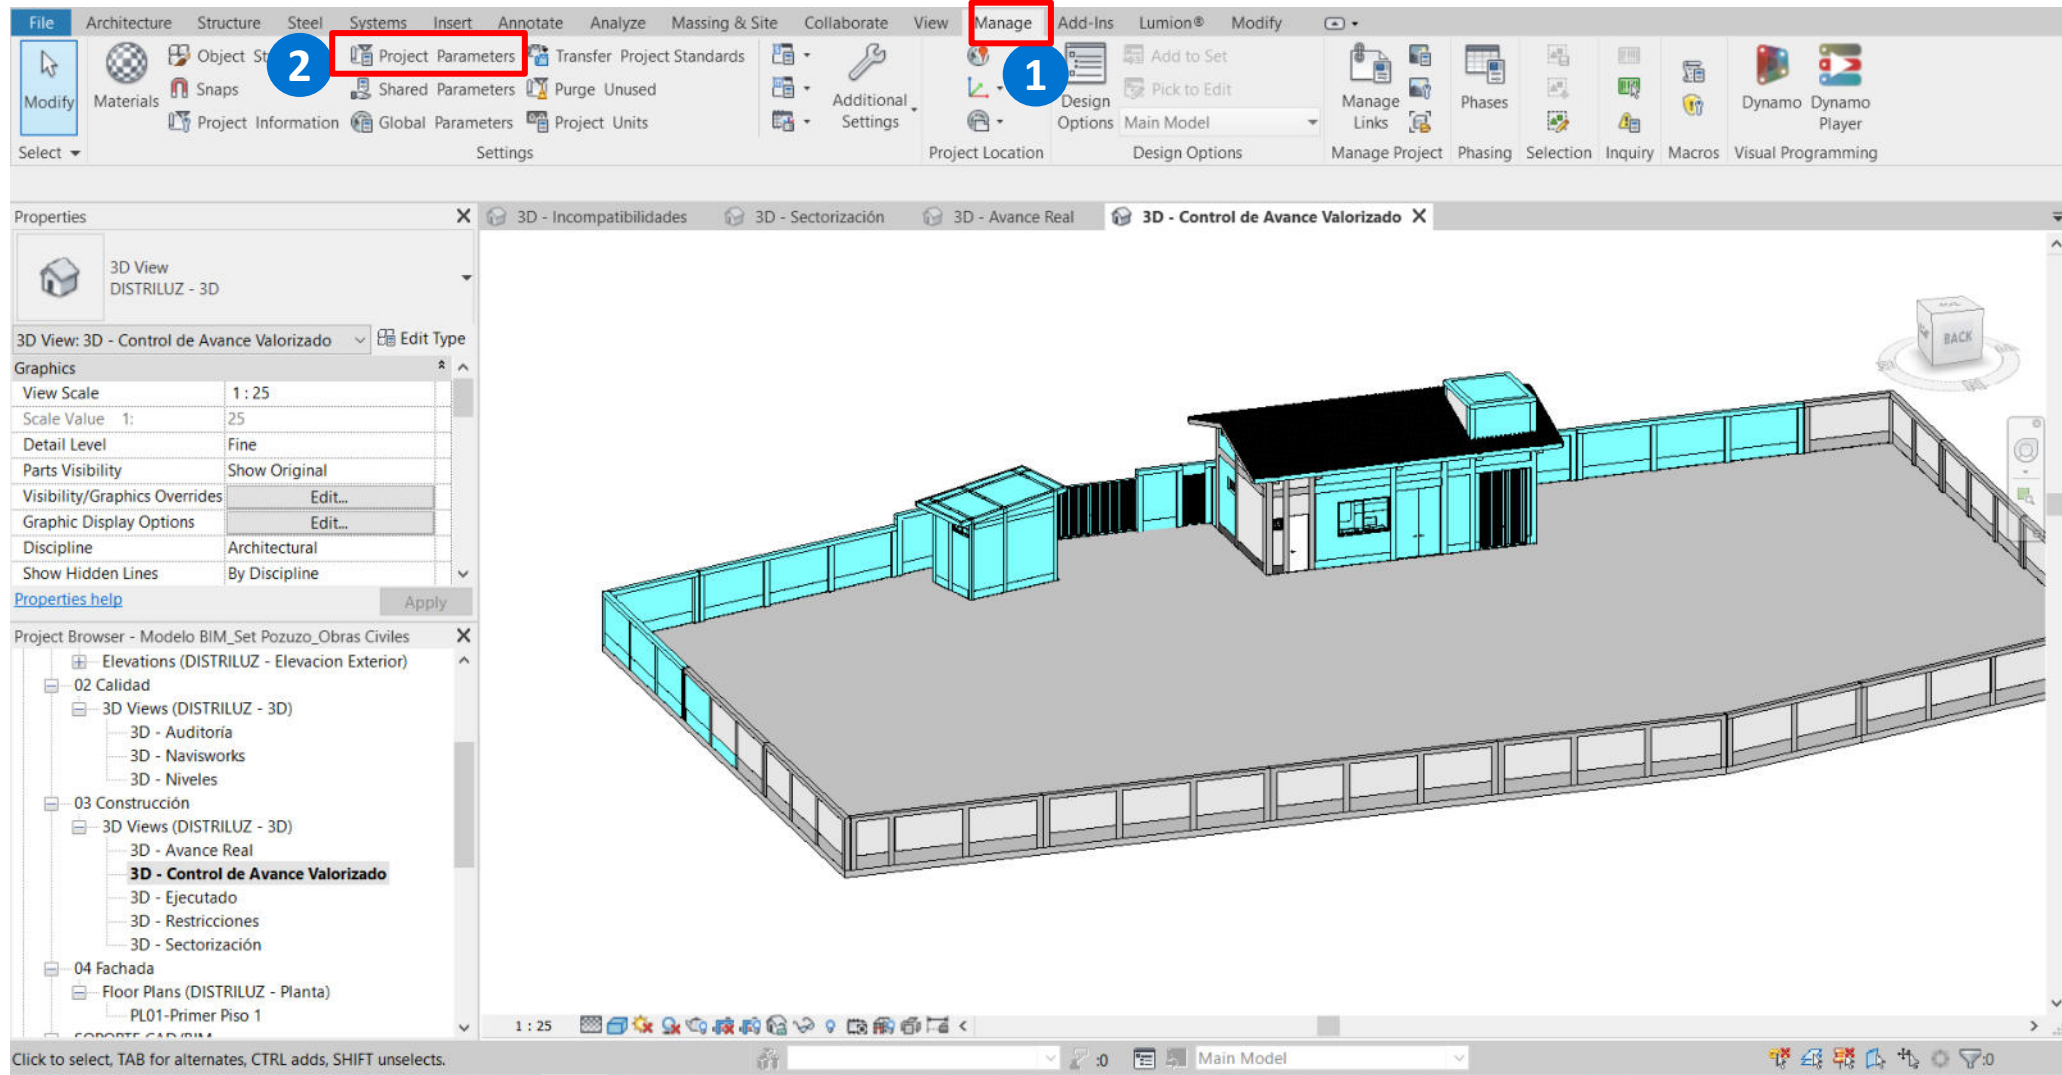 File Architecture Structure Steel Systems Insert Annotate Analyze Massing & Site Collaborate View Manage Add-Ins Lumion® Modify
2 Project Parameters Transfer Project Standards
1
Object St
Snaps Shared Parameters Purge Unused
Project Information Global Parameters Project Units
Modify Materials
Additional Settings
Design Options
Add to Set
Pick to Edit
Main Model
Manage Links
Phases
Dynamo Dynamo Player
Select Settings Project Location Design Options Manage Project Phasing Selection Inquiry Macros Visual Programming
Properties X
3D - Incompatibilidades 3D - Sectorización 3D - Avance Real 3D - Control de Avance Valorizado X
3D View
DISTRILUZ - 3D
3D View: 3D - Control de Avance Valorizado Edit Type
Graphics
View Scale 1 : 25
Scale Value 1: 25
Detail Level Fine
Parts Visibility Show Original
Visibility/Graphics Overrides Edit...
Graphic Display Options Edit...
Discipline Architectural
Show Hidden Lines By Discipline
Properties help Apply
BACK
Project Browser - Modelo BIM_Set Pozuzo_Obras Civiles X
Elevations (DISTRILUZ - Elevacion Exterior)
02 Calidad
3D Views (DISTRILUZ - 3D)
3D - Auditoría
3D - Navisworks
3D - Niveles
03 Construcción
3D Views (DISTRILUZ - 3D)
3D - Avance Real
3D - Control de Avance Valorizado
3D - Ejecutado
3D - Restricciones
3D - Sectorización
04 Fachada
Floor Plans (DISTRILUZ - Planta)
PL01-Primer Piso 1
1 : 25
Click to select, TAB for alternates, CTRL adds, SHIFT unselects.
:0 Main Model :0